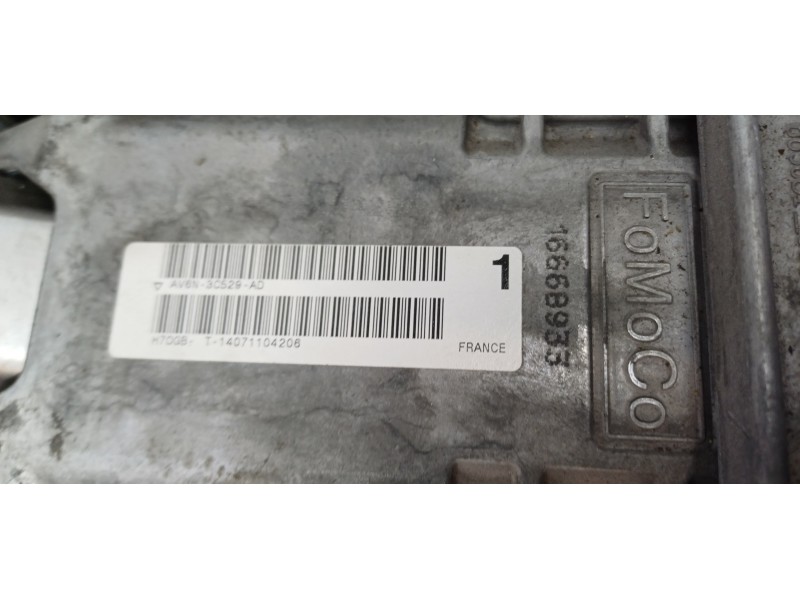 AV6N-3C529-AD
1
H7DGB- T-14071104206
FRANCE
16668933
FoMoCo